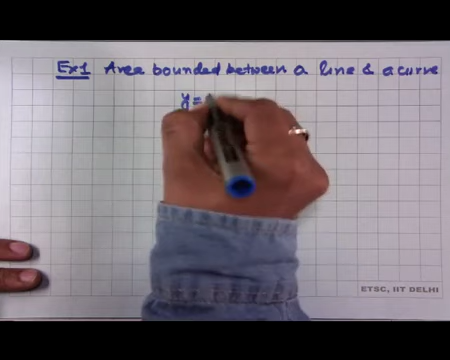 Ex1 Area bounded between a line & a curve
y =
ETSC, IIT DELHI